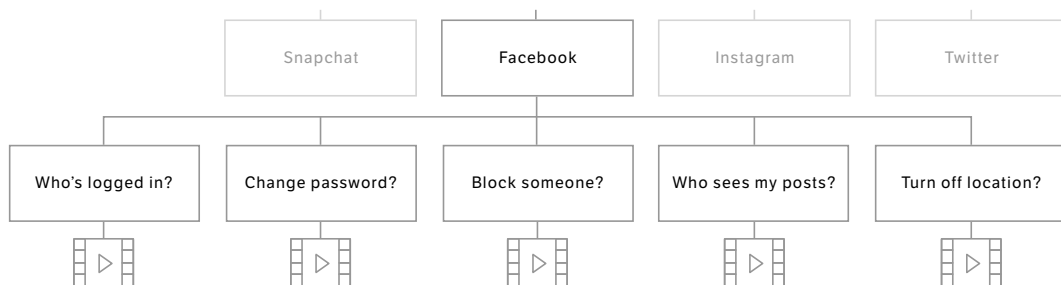 Snapchat
Facebook
Instagram
Twitter
Who’s logged in?
Change password?
Block someone?
Who sees my posts?
Turn off location?